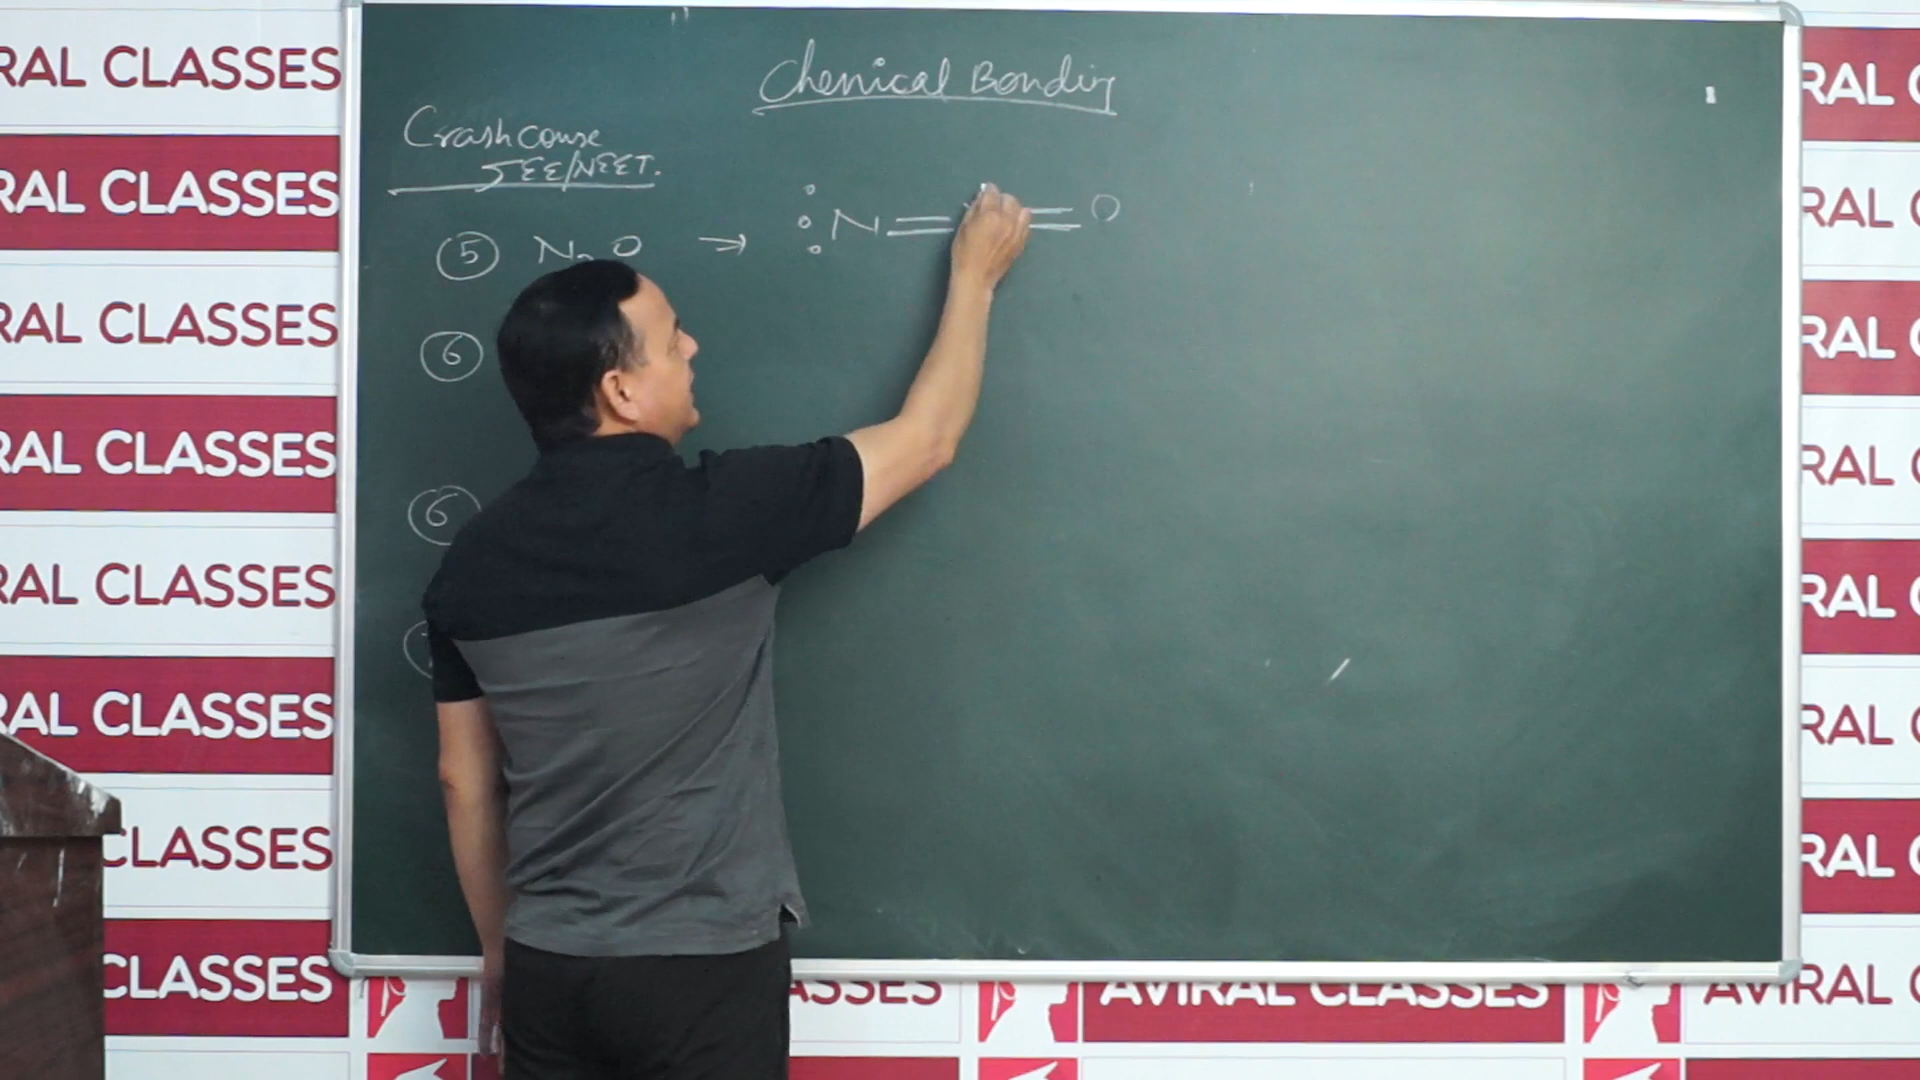 Chemical Bonding
Crash course
JEE/NEET.
5 N2O → N = = O
6
6
RAL CLASSES
RAL CLASSES
RAL CLASSES
RAL CLASSES
RAL CLASSES
RAL CLASSES
CLASSES
CLASSES
RAL C
RAL C
RAL C
RAL C
RAL C
RAL C
RAL C
ASSES
AVIRAL CLASSES
AVIRAL C